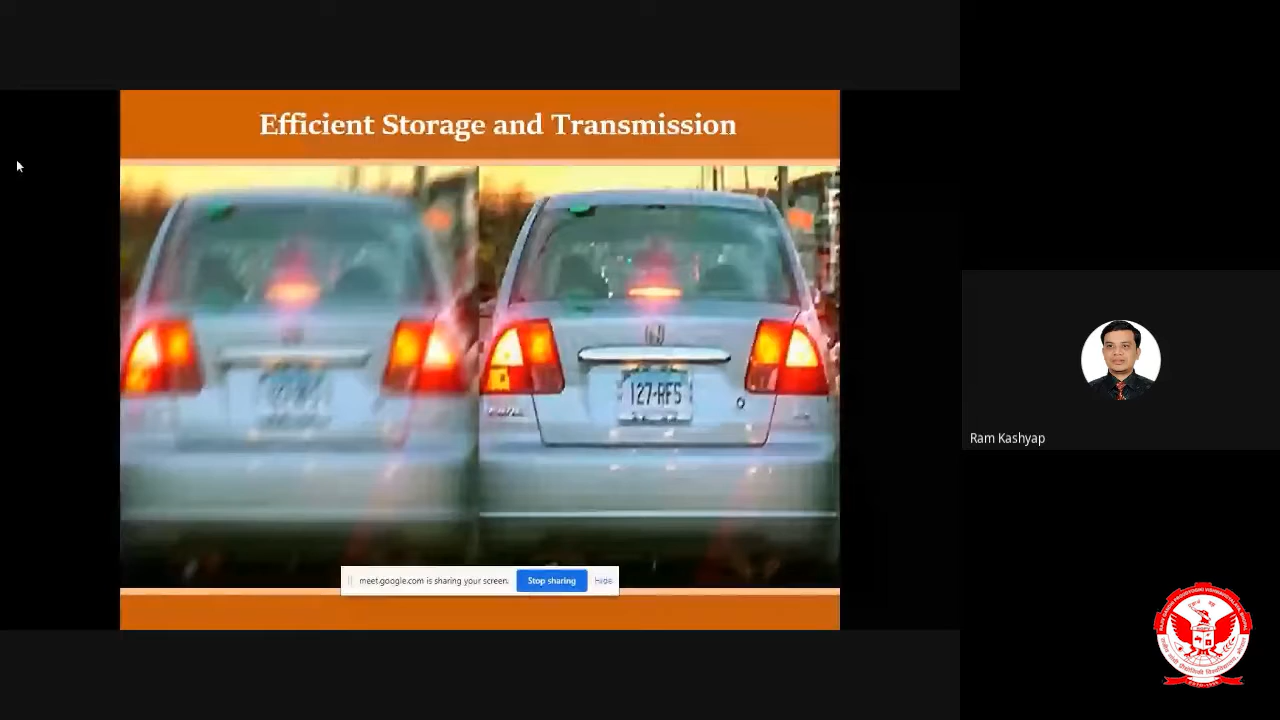 Efficient Storage and Transmission
127-RFS
meet.google.com is sharing your screen.
Stop sharing
Hide
Ram Kashyap